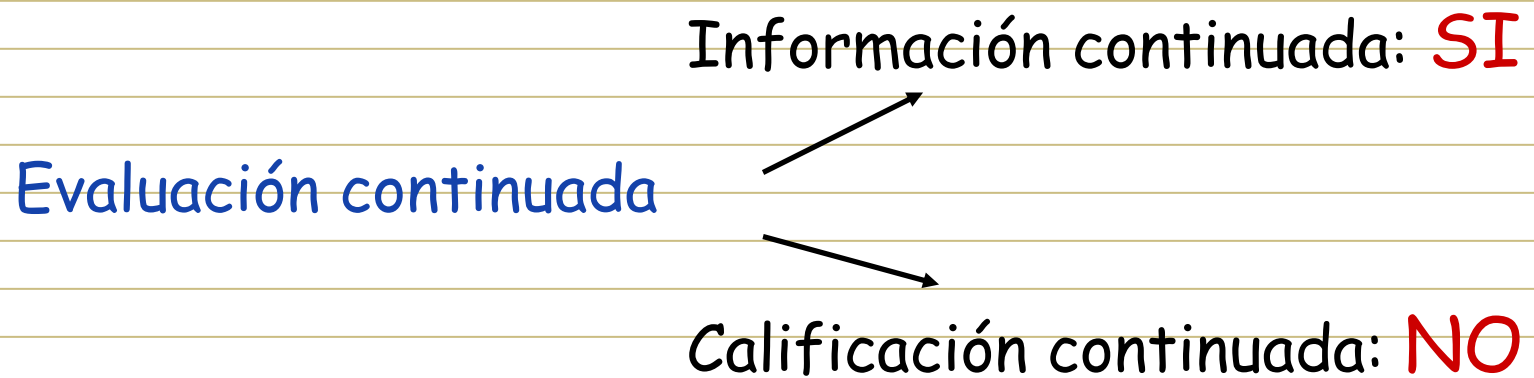 Información continuada: SI
Evaluación continuada
Calificación continuada: NO